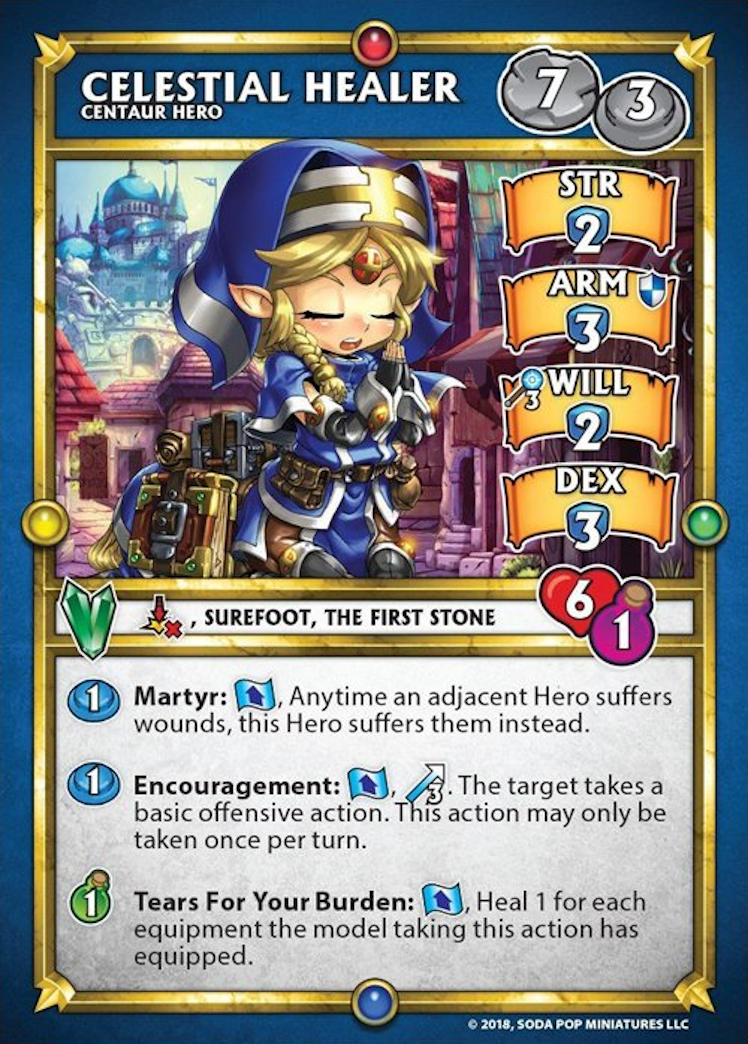 CELESTIAL HEALER
CENTAUR HERO
7
3
STR
2
ARM
3
WILL
3
2
DEX
3
, SUREFOOT, THE FIRST STONE
6
1
1
Martyr: , Anytime an adjacent Hero suffers
wounds, this Hero suffers them instead.
1
Encouragement: , 3. The target takes a
basic offensive action. This action may only be
taken once per turn.
1
Tears For Your Burden: , Heal 1 for each
equipment the model taking this action has
equipped.
© 2018, SODA POP MINIATURES LLC